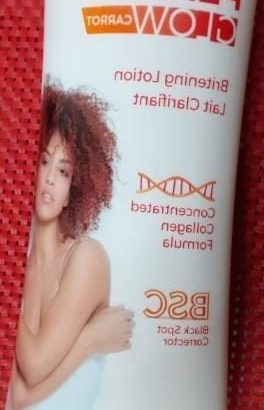 GLOW
CARROT
Britening Lotion
Lait Clarifiant
Concentrated
Collagen
Formula
BSC
Black Spot
Corrector